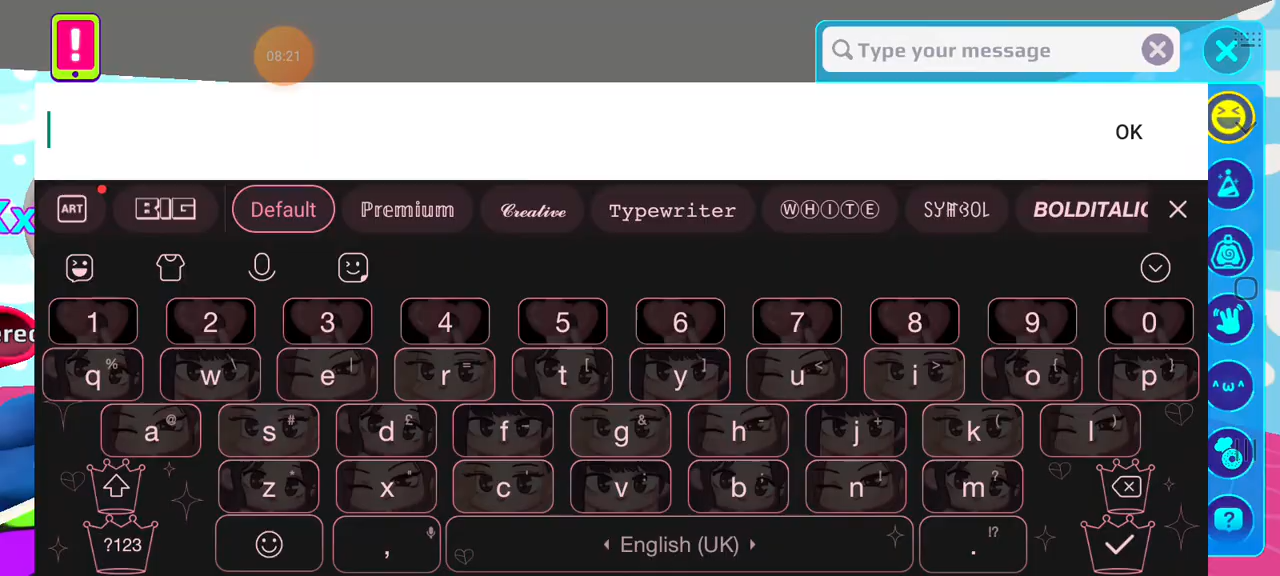 !
08:21
Type your message
Xx
OK
ART BIG Default Premium Creative Typewriter WHITE SYMBOL BOLDITALIC
1 2 3 4 5 6 7 8 9 0
q % w \ e | r = t [ y ] u < i > o { p }
a @ s # d £ f - g & h - j + k ( l )
z * x " c ' v : b ; n ! m ?
?123 , English (UK) . !?
^ω^
?